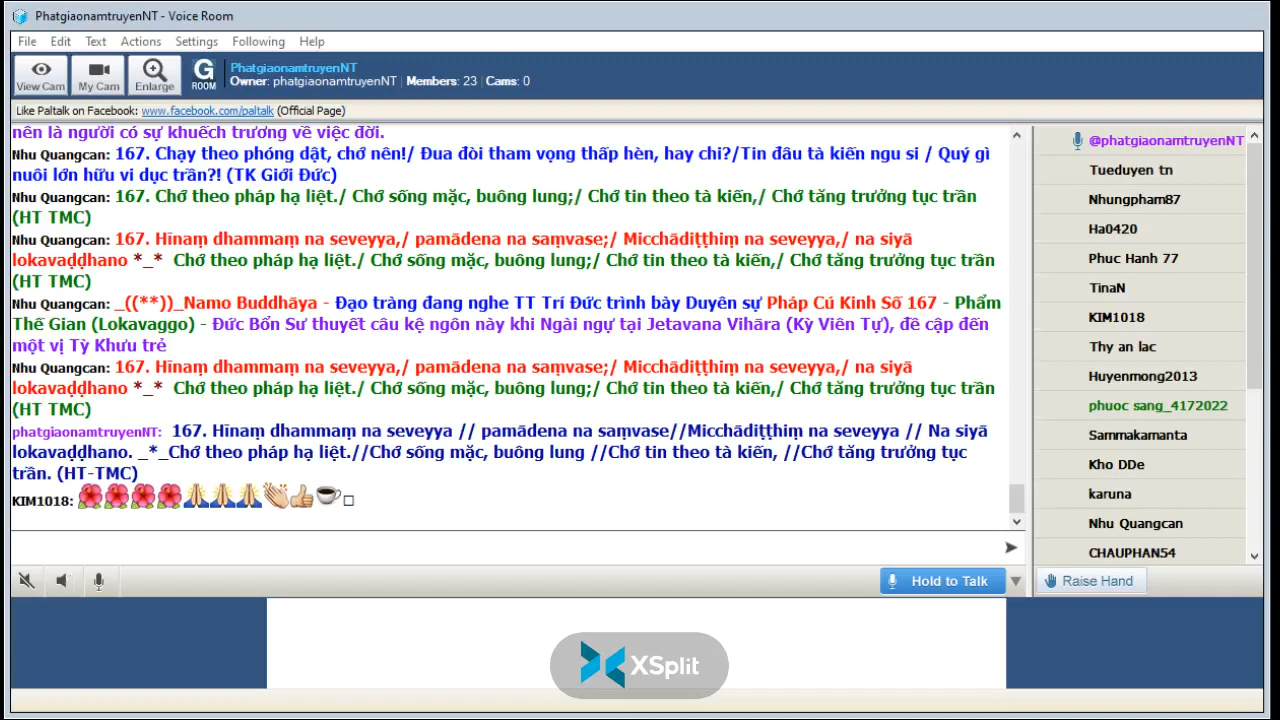 PhatgiaonamtruyenNT - Voice Room
File Edit Text Actions Settings Following Help
View Cam My Cam Enlarge G ROOM
PhatgiaonamtruyenNT
Owner: phatgiaonamtruyenNT | Members: 23 | Cams: 0
Like Paltalk on Facebook: www.facebook.com/paltalk (Official Page)
nên là người có sự khuếch trương về việc đời.
Nhu Quangcan: 167. Chạy theo phóng dật, chớ nên!/ Đua đòi tham vọng thấp hèn, hay chi?/Tin đâu tà kiến ngu si / Quý gì
nuôi lớn hữu vi dục trần?! (TK Giới Đức)
Nhu Quangcan: 167. Chớ theo pháp hạ liệt./ Chớ sống mặc, buông lung;/ Chớ tin theo tà kiến,/ Chớ tăng trưởng tục trần
(HT TMC)
Nhu Quangcan: 167. Hīnaṃ dhammaṃ na seveyya,/ pamādena na saṃvase;/ Micchādiṭṭhiṃ na seveyya,/ na siyā
lokavaḍḍhano *_* Chớ theo pháp hạ liệt./ Chớ sống mặc, buông lung;/ Chớ tin theo tà kiến,/ Chớ tăng trưởng tục trần
(HT TMC)
Nhu Quangcan: _((**))_Namo Buddhāya - Đạo tràng đang nghe TT Trí Đức trình bày Duyên sự Pháp Cú Kinh Số 167 - Phẩm
Thế Gian (Lokavaggo) - Đức Bổn Sư thuyết câu kệ ngôn này khi Ngài ngự tại Jetavana Vihāra (Kỳ Viên Tự), đề cập đến
một vị Tỳ Khưu trẻ
Nhu Quangcan: 167. Hīnaṃ dhammaṃ na seveyya,/ pamādena na saṃvase;/ Micchādiṭṭhiṃ na seveyya,/ na siyā
lokavaḍḍhano *_* Chớ theo pháp hạ liệt./ Chớ sống mặc, buông lung;/ Chớ tin theo tà kiến,/ Chớ tăng trưởng tục trần
(HT TMC)
phatgiaonamtruyenNT: 167. Hīnaṃ dhammaṃ na seveyya // pamādena na saṃvase//Micchādiṭṭhiṃ na seveyya // Na siyā
lokavaḍḍhano. _*_Chớ theo pháp hạ liệt.//Chớ sống mặc, buông lung //Chớ tin theo tà kiến, //Chớ tăng trưởng tục
trần. (HT-TMC)
KIM1018: 🌺🌺🌺🌺🙏🙏🙏👏👍☕□
@phatgiaonamtruyenNT
Tueduyen tn
Nhungpham87
Ha0420
Phuc Hanh 77
TinaN
KIM1018
Thy an lac
Huyenmong2013
phuoc sang_4172022
Sammakamanta
Kho DDe
karuna
Nhu Quangcan
CHAUPHAN54
Hold to Talk
Raise Hand
XSplit